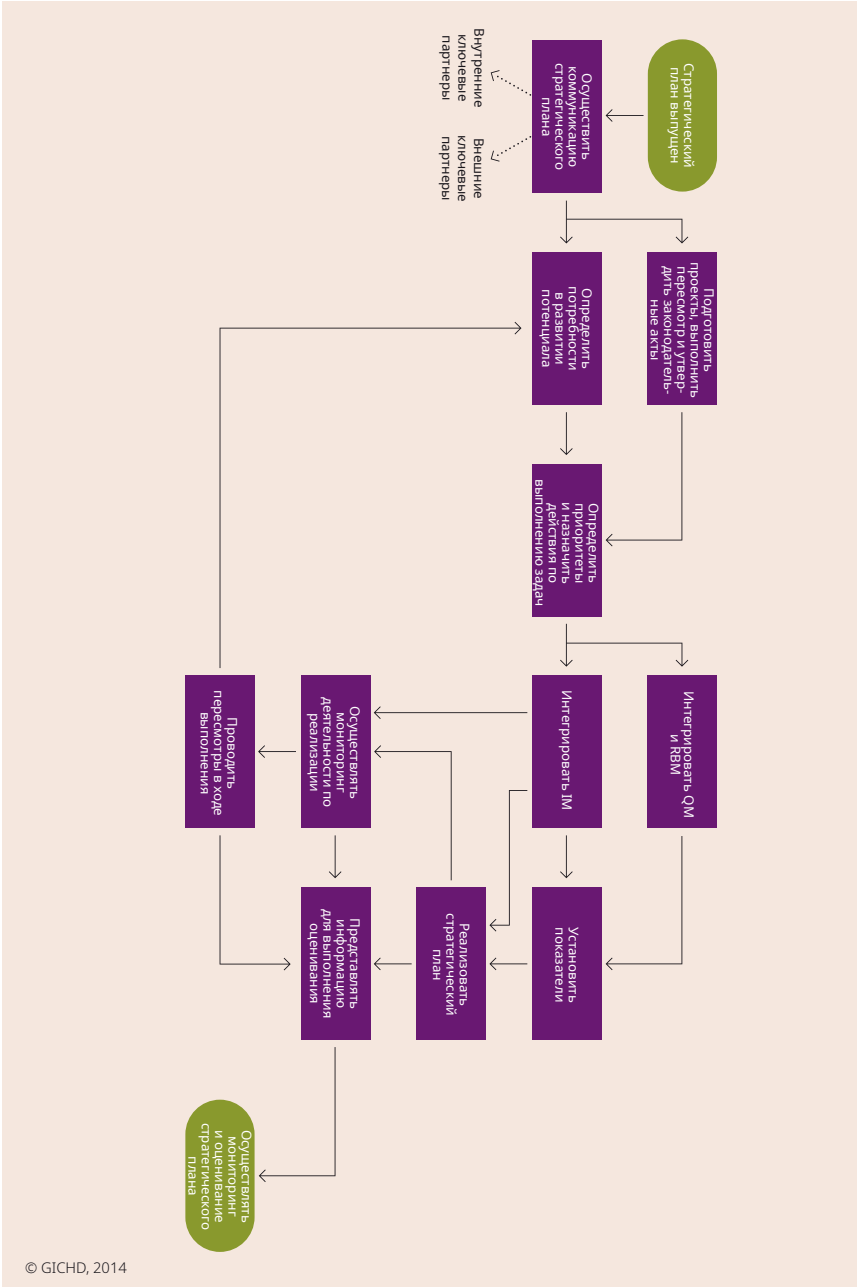 Стратегический
план выпущен
Осуществить
коммуникацию
стратегического
плана
Внутренние
ключевые
партнеры
Внешние
ключевые
партнеры
Подготовить
проекты, выполнить
пересмотр и утвер-
дить законодатель-
ные акты
Определить
потребности
в развитии
потенциала
Определить
приоритеты
и назначить
действия по
выполнению задач
Интегрировать QM
и RBM
Интегрировать IM
Осуществлять
мониторинг
деятельности по
реализации
Проводить
пересмотры в ходе
выполнения
Установить
показатели
Реализовать
стратегический
план
Представлять
информацию
для выполнения
оценивания
Осуществлять
мониторинг
и оценивание
стратегического
плана
© GICHD, 2014